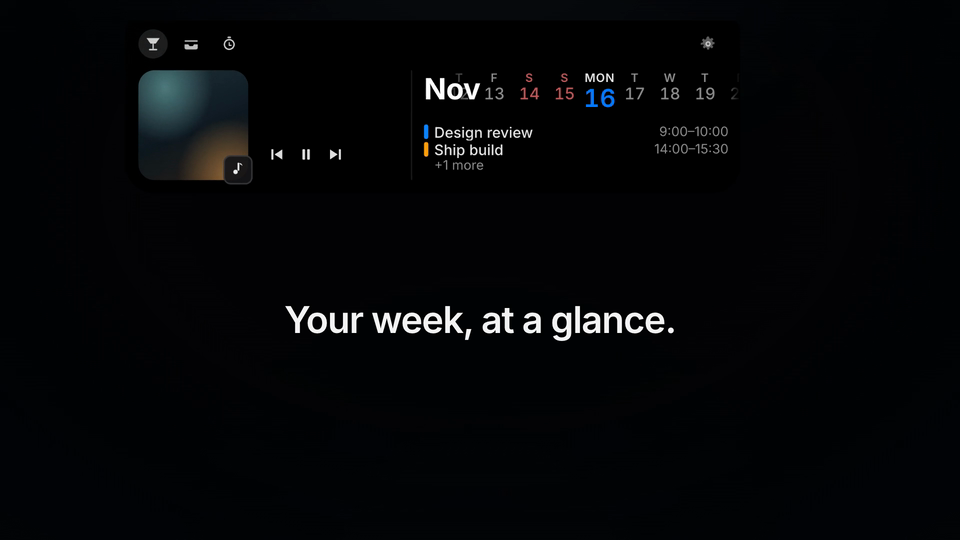 Nov
T F S S MON T W T
13 14 15 16 17 18 19
Design review 9:00–10:00
Ship build 14:00–15:30
+1 more
Your week, at a glance.